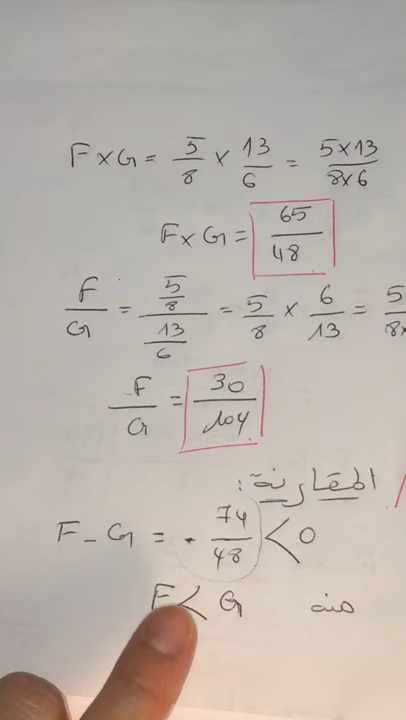 F × G = 5/8 × 13/6 = 5×13/8×6
F × G = 65/48
F/G = (5/8)/(13/6) = 5/8 × 6/13 = 5
F/G = 30/104
المقارنة:
F - G = - 74/48 < 0
منه F < G